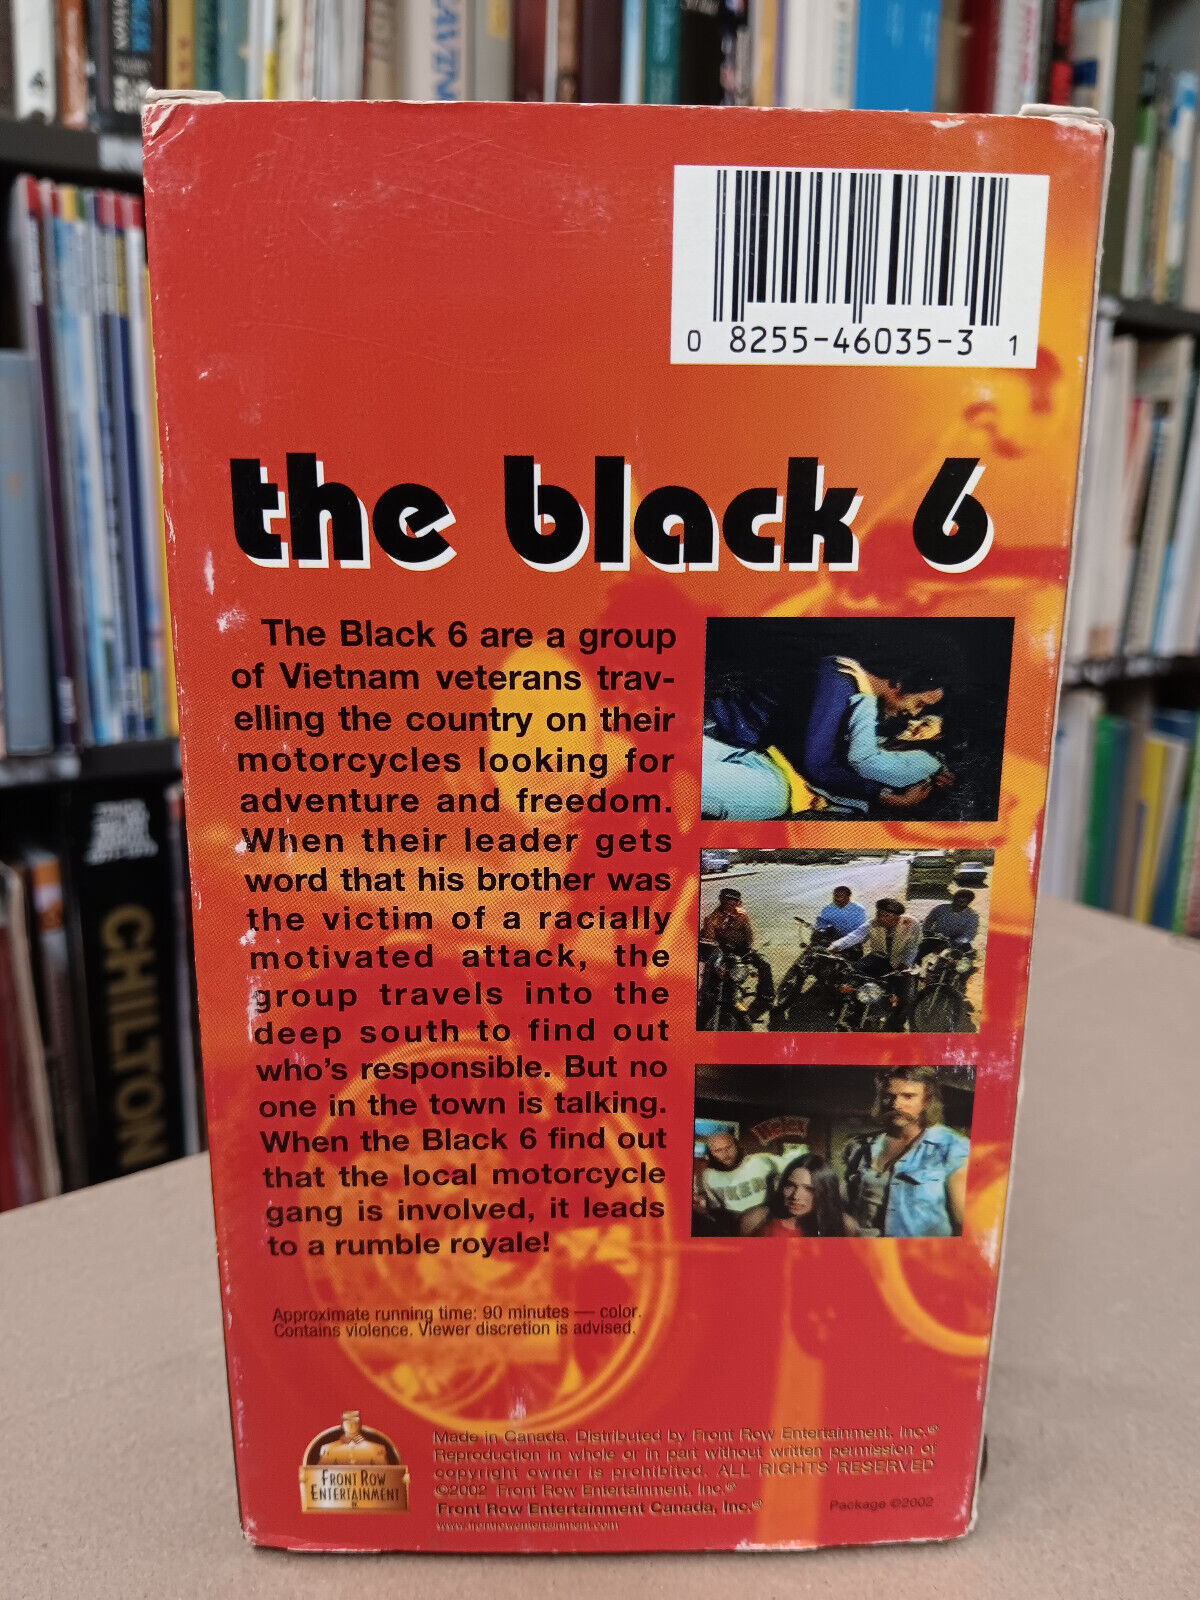 0 8255-46035-3 1
the black 6
The Black 6 are a group
of Vietnam veterans trav-
elling the country on their
motorcycles looking for
adventure and freedom.
When their leader gets
word that his brother was
the victim of a racially
motivated attack, the
group travels into the
deep south to find out
who's responsible. But no
one in the town is talking.
When the Black 6 find out
that the local motorcycle
gang is involved, it leads
to a rumble royale!
Approximate running time: 90 minutes — color.
Contains violence. Viewer discretion is advised.
FRONT ROW
ENTERTAINMENT
Made in Canada. Distributed by Front Row Entertainment, Inc.®
Reproduction in whole or in part without written permission of
copyright owner is prohibited. ALL RIGHTS RESERVED
©2002 Front Row Entertainment, Inc.®
Front Row Entertainment Canada, Inc.®
www.frontrowentertainment.com
Package ©2002
CHILTON